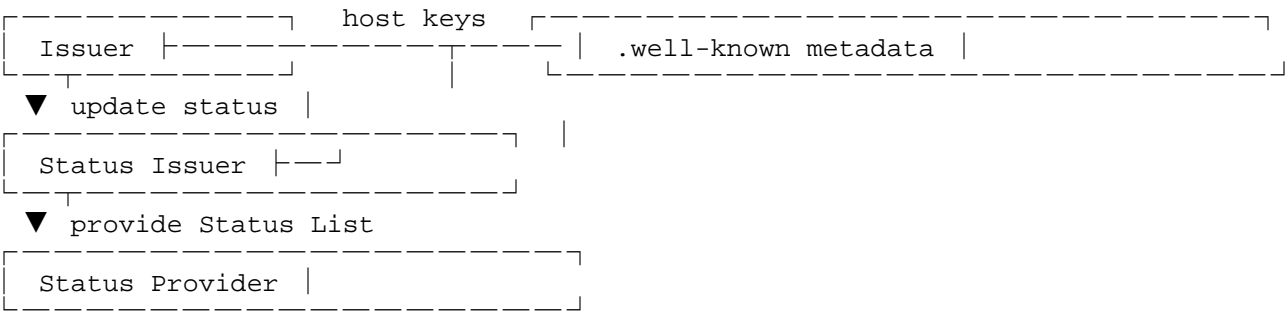 host keys
Issuer
.well-known metadata
update status
Status Issuer
provide Status List
Status Provider